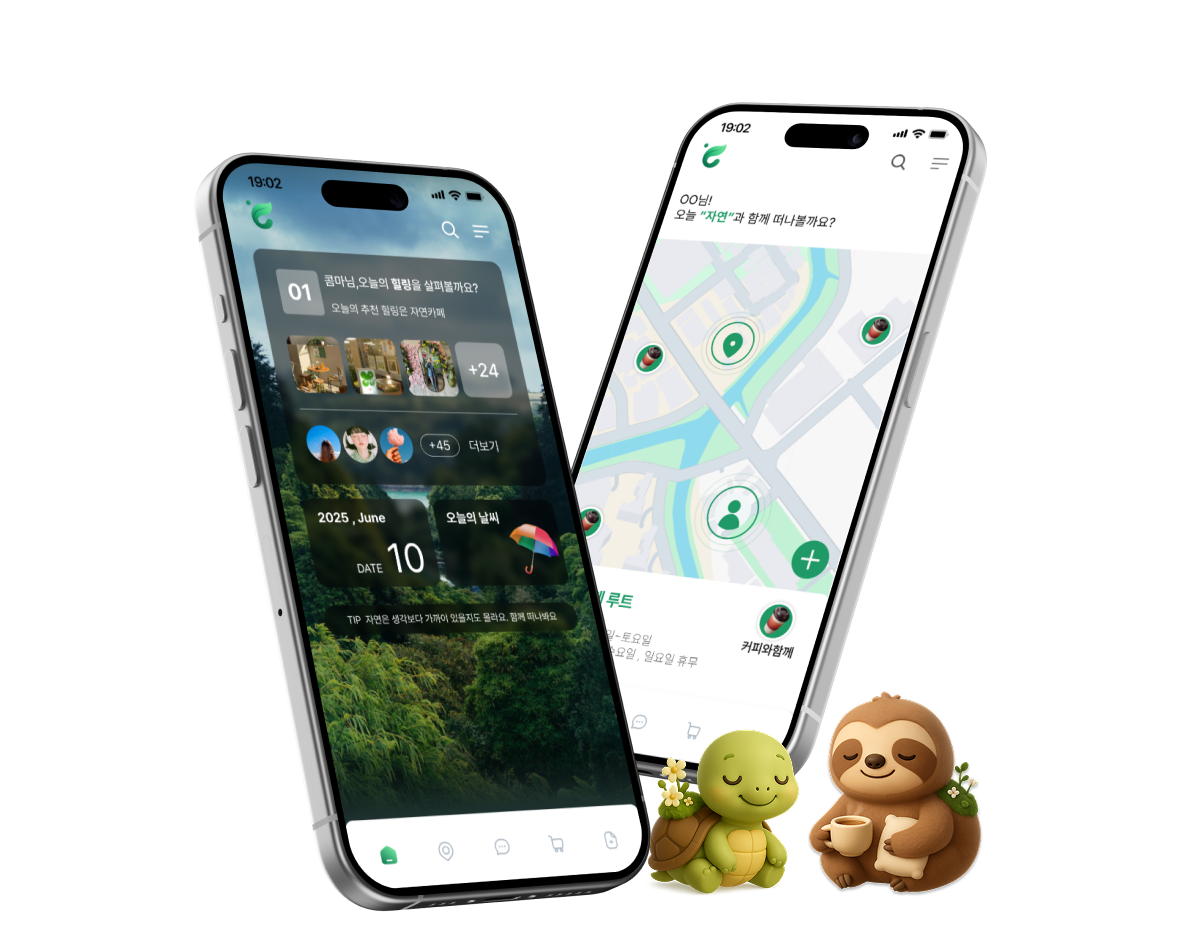 19:02
01
콤마님,오늘의 힐링을 살펴볼까요?
오늘의 추천 힐링은 자연카페
+24
+45
더보기
2025 , June
DATE 10
오늘의 날씨
TIP 자연은 생각보다 가까이 있을지도 몰라요. 함께 떠나봐요
19:02
OO님!
오늘 “자연”과 함께 떠나볼까요?
루트
일~토요일
수요일 , 일요일 휴무
커피와함께